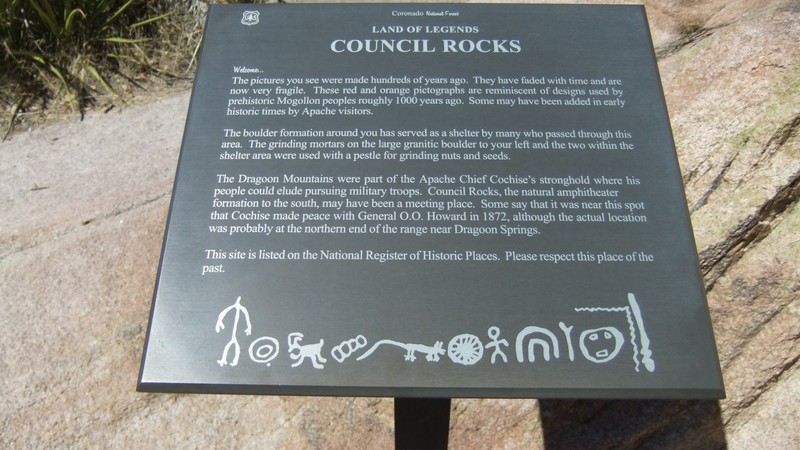 Coronado National Forest
LAND OF LEGENDS
COUNCIL ROCKS
Welcome...
The pictures you see were made hundreds of years ago. They have faded with time and are
now very fragile. These red and orange pictographs are reminiscent of designs used by
prehistoric Mogollon peoples roughly 1000 years ago. Some may have been added in early
historic times by Apache visitors.
The boulder formation around you has served as a shelter by many who passed through this
area. The grinding mortars on the large granitic boulder to your left and the two within the
shelter area were used with a pestle for grinding nuts and seeds.
The Dragoon Mountains were part of the Apache Chief Cochise's stronghold where his
people could elude pursuing military troops. Council Rocks, the natural amphitheater
formation to the south, may have been a meeting place. Some say that it was near this spot
that Cochise made peace with General O.O. Howard in 1872, although the actual location
was probably at the northern end of the range near Dragoon Springs.
This site is listed on the National Register of Historic Places. Please respect this place of the
past.